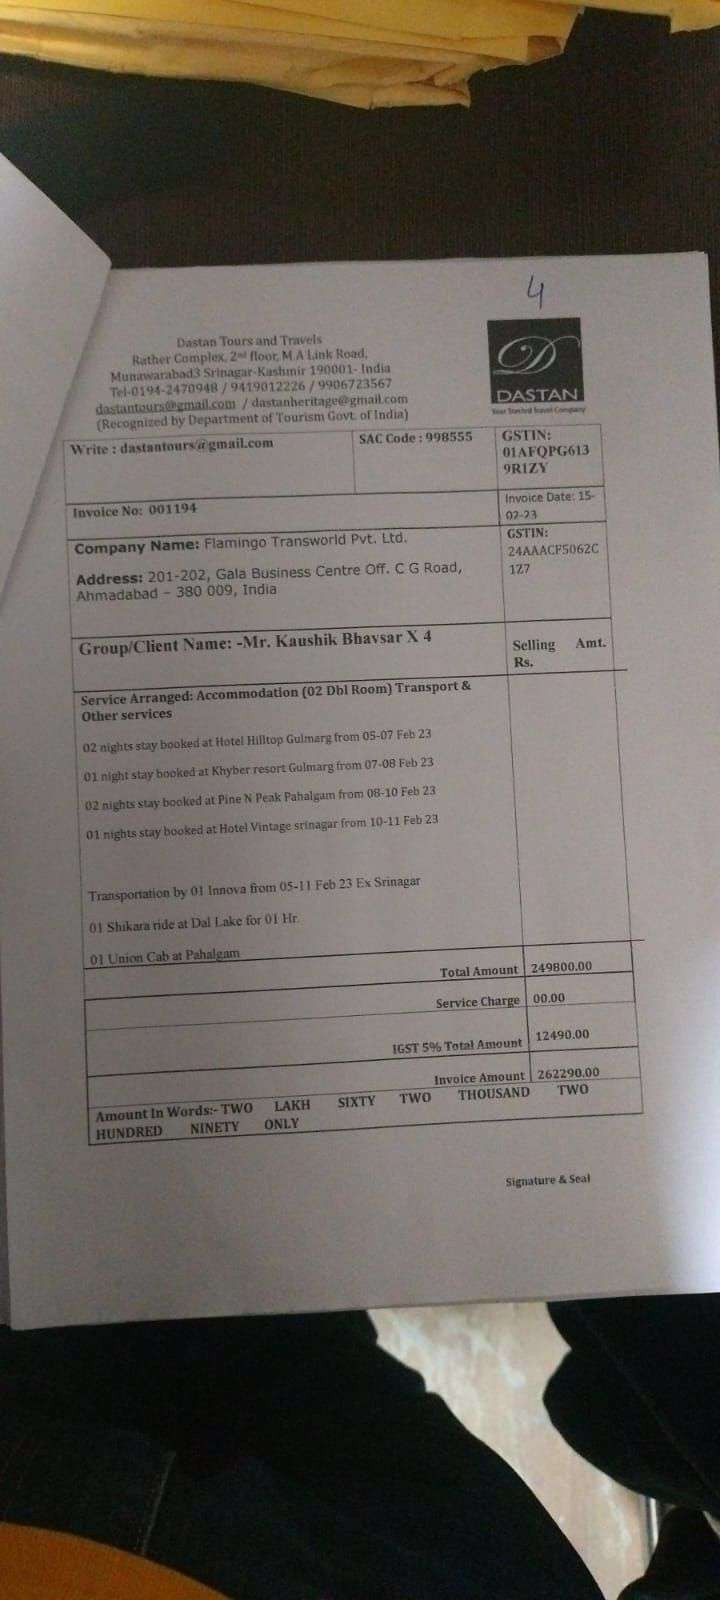 4
Dastan Tours and Travels
Rather Complex, 2nd floor, M.A Link Road,
Munawarabad3 Srinagar-Kashmir 190001- India
Tel-0194-2470948 / 9419012226 / 9906723567
dastantours@gmail.com / dastanheritage@gmail.com
(Recognized by Department of Tourism Govt. of India)
D
DASTAN
Your Trusted Travel Company
Write : dastantours@gmail.com
SAC Code : 998555
GSTIN:
01AFQPG613
9R1ZY
Invoice No: 001194
Invoice Date: 15-
02-23
Company Name: Flamingo Transworld Pvt. Ltd.
Address: 201-202, Gala Business Centre Off. C G Road,
Ahmadabad – 380 009, India
GSTIN:
24AAACF5062C
1Z7
Group/Client Name: -Mr. Kaushik Bhavsar X 4
Selling Amt.
Rs.
Service Arranged: Accommodation (02 Dbl Room) Transport &
Other services
02 nights stay booked at Hotel Hilltop Gulmarg from 05-07 Feb 23
01 night stay booked at Khyber resort Gulmarg from 07-08 Feb 23
02 nights stay booked at Pine N Peak Pahalgam from 08-10 Feb 23
01 nights stay booked at Hotel Vintage srinagar from 10-11 Feb 23
Transportation by 01 Innova from 05-11 Feb 23 Ex Srinagar
01 Shikara ride at Dal Lake for 01 Hr.
01 Union Cab at Pahalgam
Total Amount 249800.00
Service Charge 00.00
IGST 5% Total Amount 12490.00
Invoice Amount 262290.00
Amount In Words:- TWO LAKH SIXTY TWO THOUSAND TWO
HUNDRED NINETY ONLY
Signature & Seal